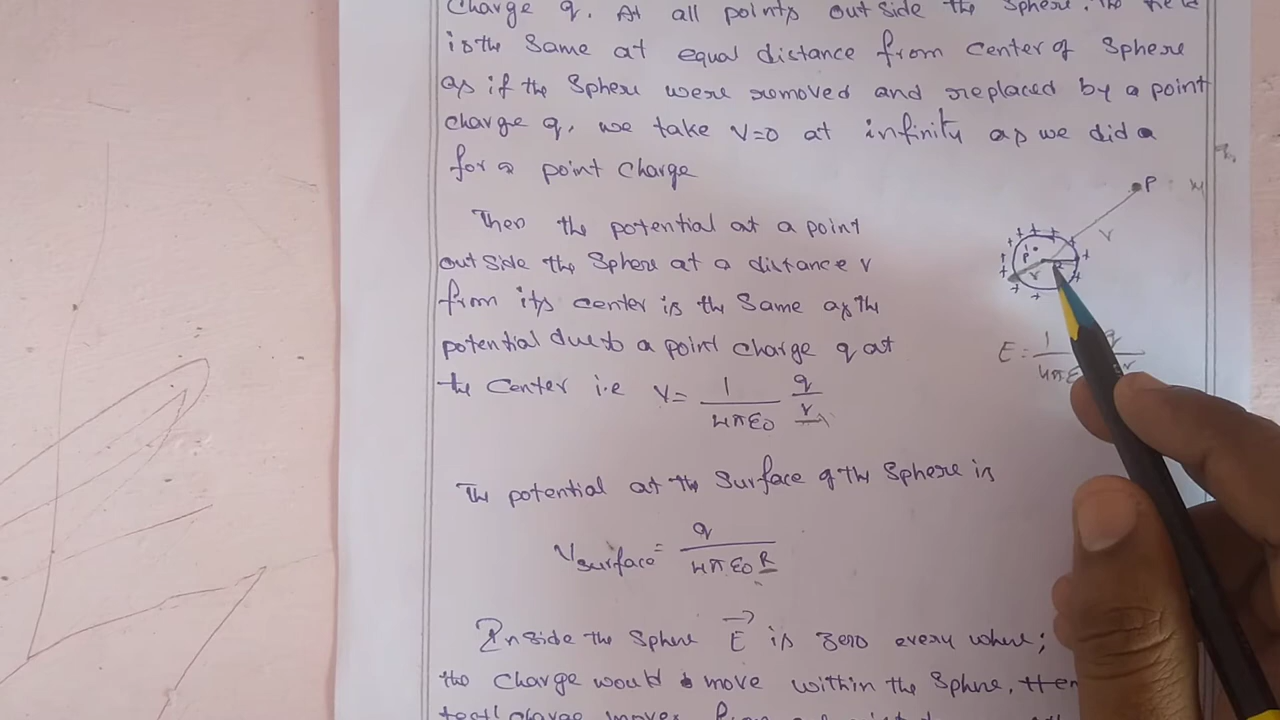 Charge q. At all points outside the sphere, the field
is the same at equal distance from center of sphere
as if the sphere were removed and replaced by a point
charge q, we take V=0 at infinity as we did a
for a point charge
P
Then the potential at a point
r
outside the sphere at a distance r
from its center is the same as the
potential due to a point charge q at
E = 1
the center i.e V = 1/4πε0 q/r
The potential at the surface of the sphere is
Vsurface = q/4πε0 R
Inside the sphere E is zero every where;
the charge would move within the sphere,